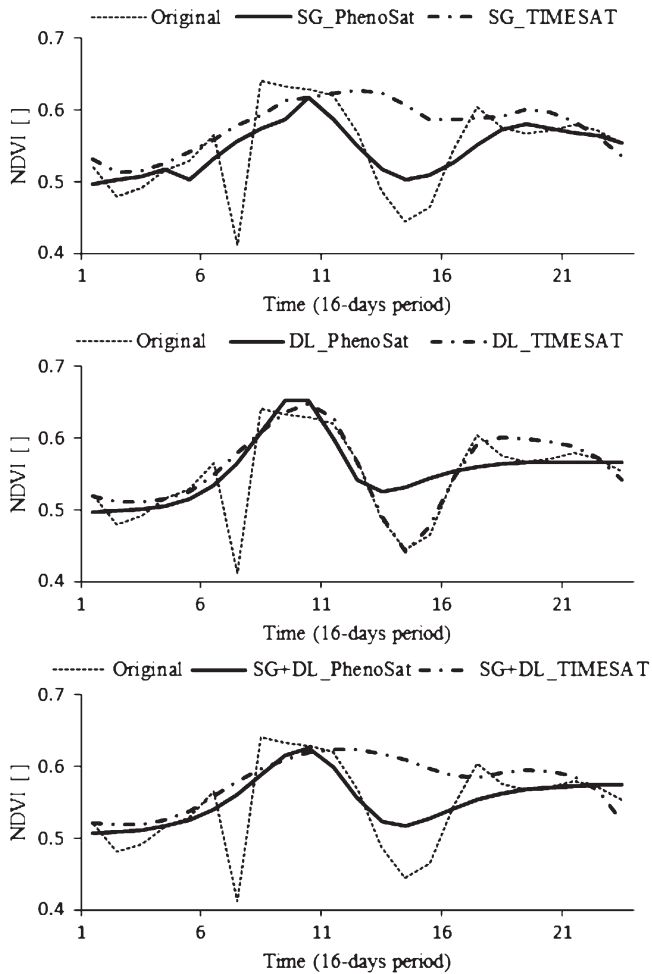 Original SG_PhenoSat SG_TIMESAT
0.7
0.6
0.5
0.4
NDVI [ ]
1 6 11 16 21
Time (16-days period)
Original DL_PhenoSat DL_TIMESAT
0.7
0.6
0.5
0.4
NDVI [ ]
1 6 11 16 21
Time (16-days period)
Original SG+DL_PhenoSat SG+DL_TIMESAT
0.7
0.6
0.5
0.4
NDVI [ ]
1 6 11 16 21
Time (16-days period)